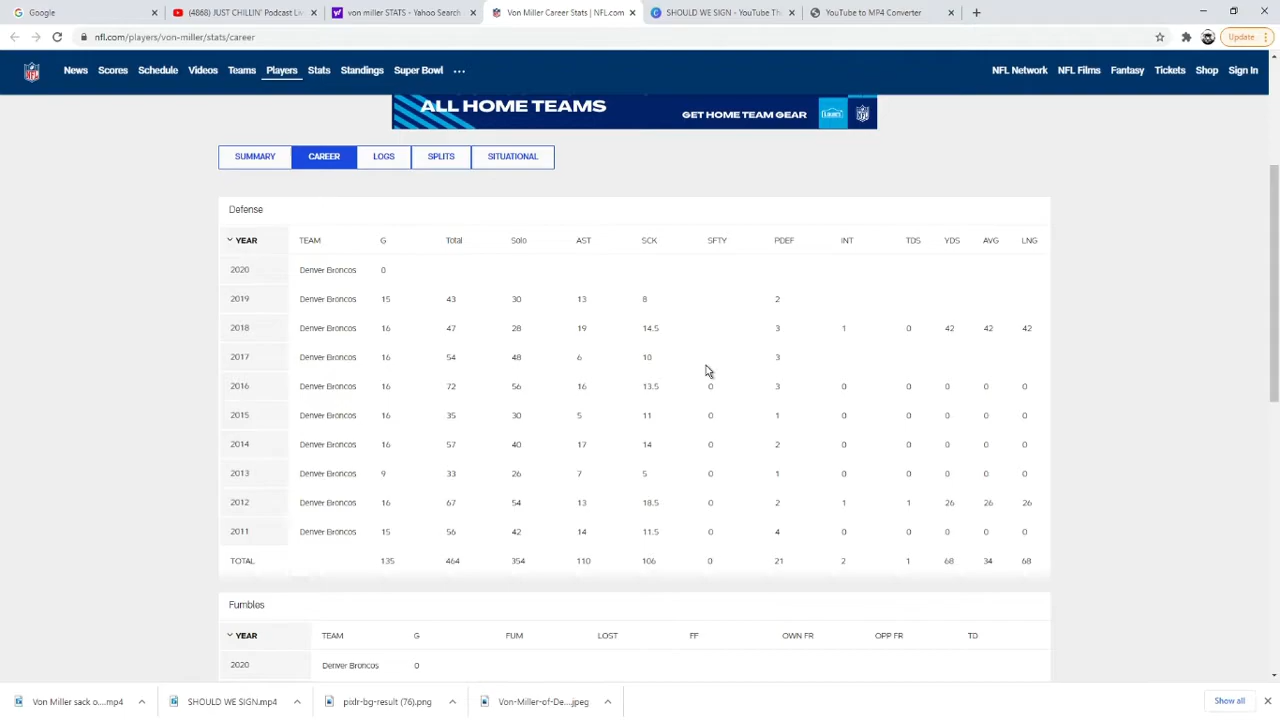 Google
(4868) JUST CHILLIN' Podcast Liv
von miller STATS - Yahoo Search
Von Miller Career Stats | NFL.com
SHOULD WE SIGN - YouTube Th
YouTube to MP4 Converter
nfl.com/players/von-miller/stats/career
Update
News Scores Schedule Videos Teams Players Stats Standings Super Bowl ...
NFL Network NFL Films Fantasy Tickets Shop Sign In
ALL HOME TEAMS
GET HOME TEAM GEAR
SUMMARY CAREER LOGS SPLITS SITUATIONAL
Defense
YEAR TEAM G Total Solo AST SCK SFTY PDEF INT TDS YDS AVG LNG
2020 Denver Broncos 0
2019 Denver Broncos 15 43 30 13 8 2
2018 Denver Broncos 16 47 28 19 14.5 3 1 0 42 42 42
2017 Denver Broncos 16 54 48 6 10 3
2016 Denver Broncos 16 72 56 16 13.5 0 3 0 0 0 0 0
2015 Denver Broncos 16 35 30 5 11 0 1 0 0 0 0 0
2014 Denver Broncos 16 57 40 17 14 0 2 0 0 0 0 0
2013 Denver Broncos 9 33 26 7 5 0 1 0 0 0 0 0
2012 Denver Broncos 16 67 54 13 18.5 0 2 1 1 26 26 26
2011 Denver Broncos 15 56 42 14 11.5 0 4 0 0 0 0 0
TOTAL 135 464 354 110 106 0 21 2 1 68 34 68
Fumbles
YEAR TEAM G FUM LOST FF OWN FR OPP FR TD
2020 Denver Broncos 0
Von Miller sack o....mp4
SHOULD WE SIGN.mp4
pixlr-bg-result (76).png
Von-Miller-of-De....jpeg
Show all